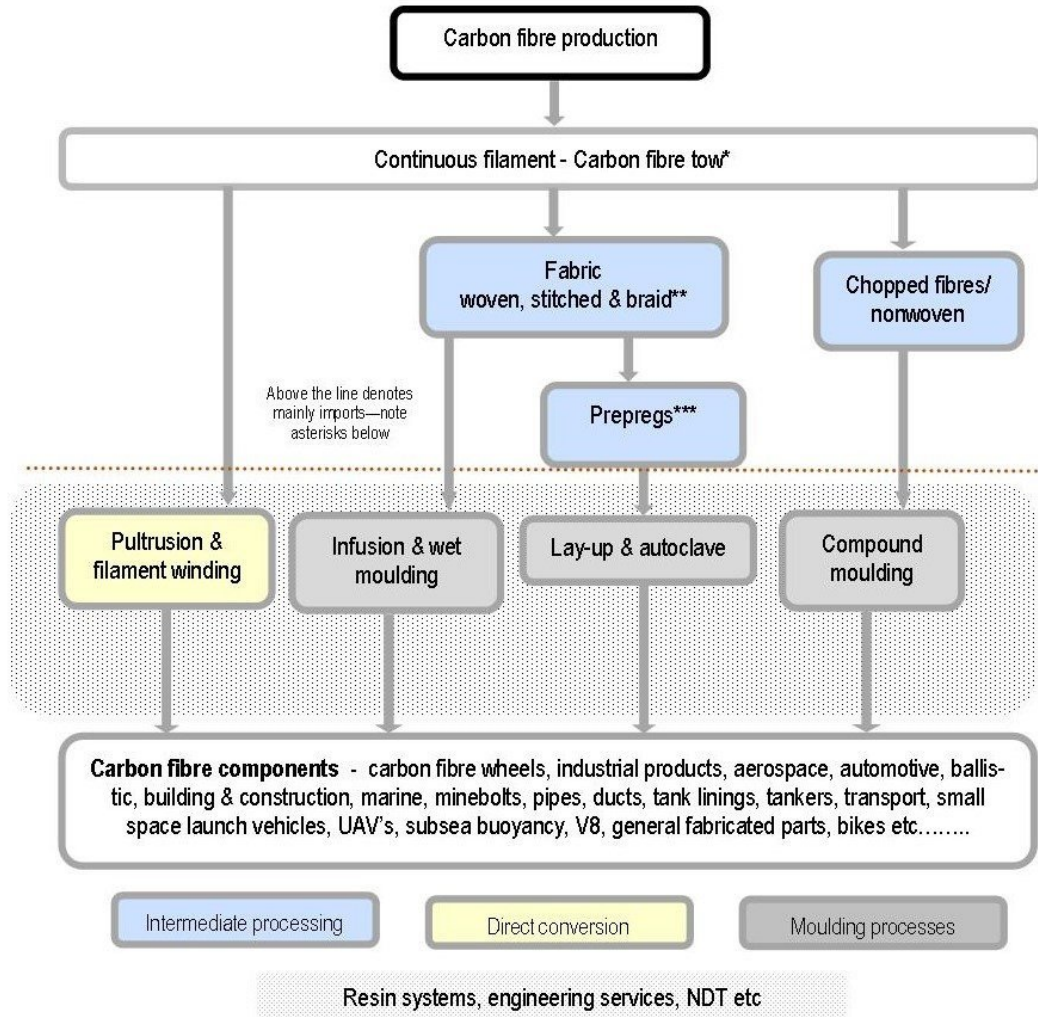 Carbon fibre production
Continuous filament - Carbon fibre tow*
Fabric
woven, stitched & braid**
Chopped fibres/
nonwoven
Above the line denotes
mainly imports—note
asterisks below
Prepregs***
Pultrusion &
filament winding
Infusion & wet
moulding
Lay-up & autoclave
Compound
moulding
Carbon fibre components - carbon fibre wheels, industrial products, aerospace, automotive, ballis-
tic, building & construction, marine, minebolts, pipes, ducts, tank linings, tankers, transport, small
space launch vehicles, UAV's, subsea buoyancy, V8, general fabricated parts, bikes etc……..
Intermediate processing
Direct conversion
Moulding processes
Resin systems, engineering services, NDT etc